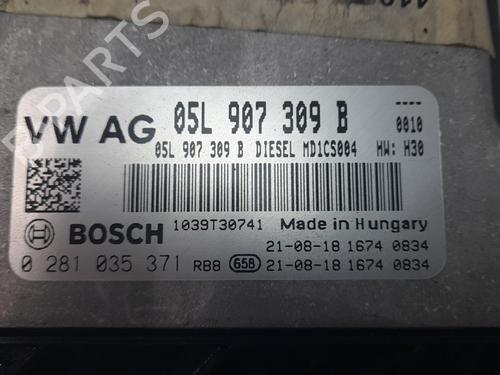 05L 907 309 B
----
VW AG
0010
05L 907 309 B DIESEL MD1CS004 HW: H30
1039T30741 Made in Hungary
BOSCH
21-08-18 1674 0834
0 281 035 371 RB8 65B 21-08-18 1674 0834